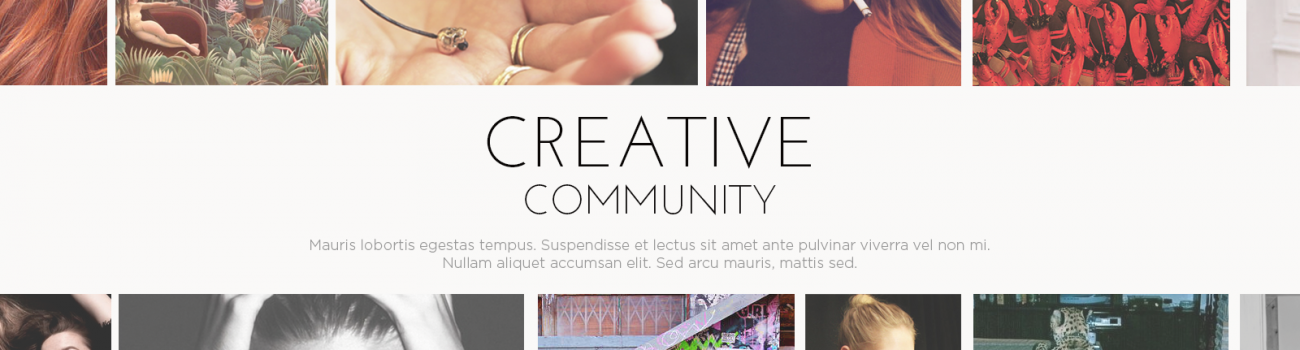 CREATIVE
COMMUNITY
Mauris lobortis egestas tempus. Suspendisse et lectus sit amet ante pulvinar viverra vel non mi.
Nullam aliquet accumsan elit. Sed arcu mauris, mattis sed.
GIRL